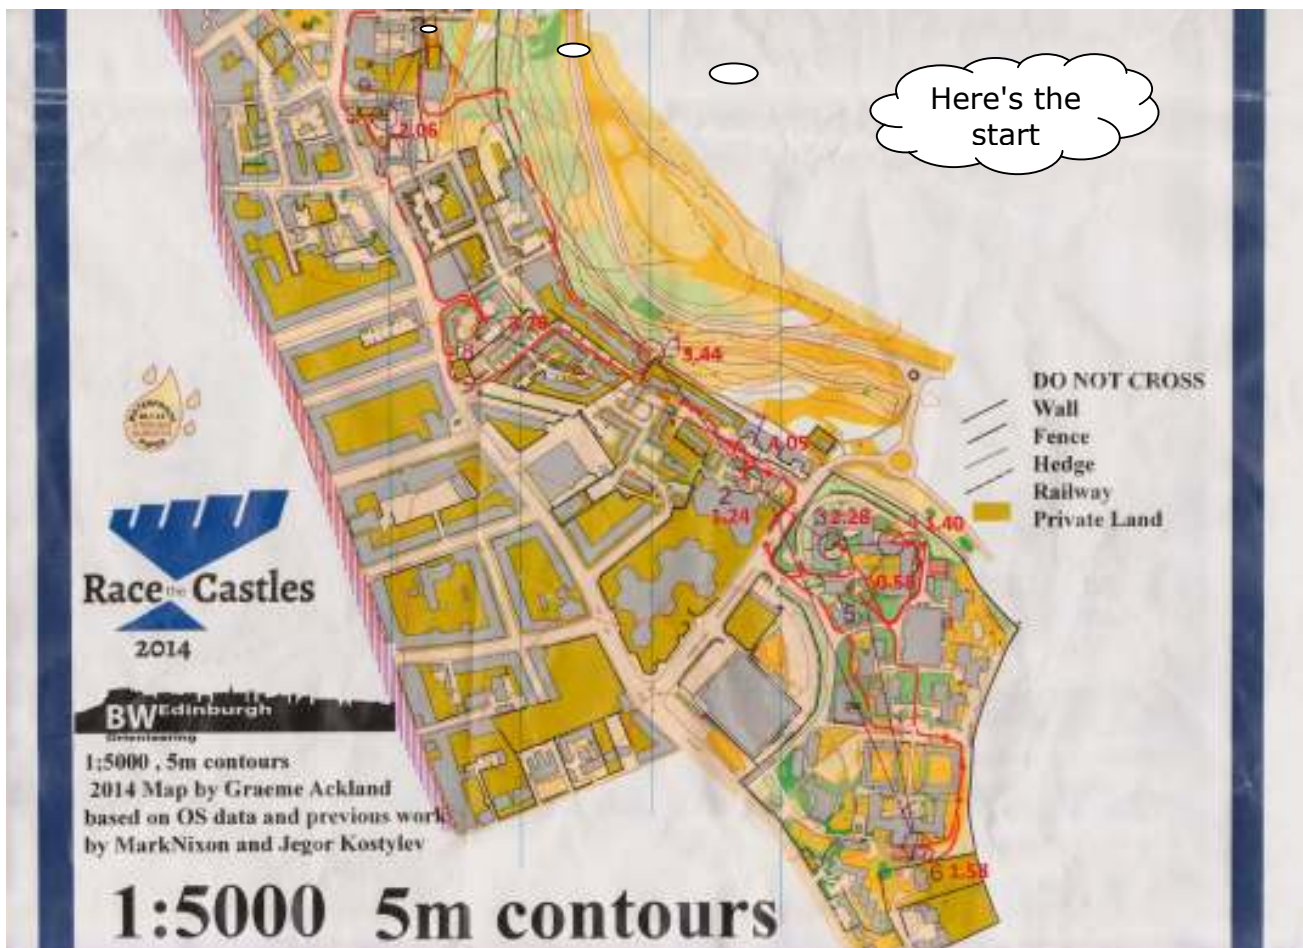 Here's the
start
2.06
3.44
4.05
2
1.24
3 2.28
4 1.40
0.58
5
6 1.58
DO NOT CROSS
Wall
Fence
Hedge
Railway
Private Land
Race the Castles
2014
BW Edinburgh
Orienteering
1:5000 , 5m contours
2014 Map by Graeme Ackland
based on OS data and previous work
by MarkNixon and Jegor Kostylev
1:5000 5m contours